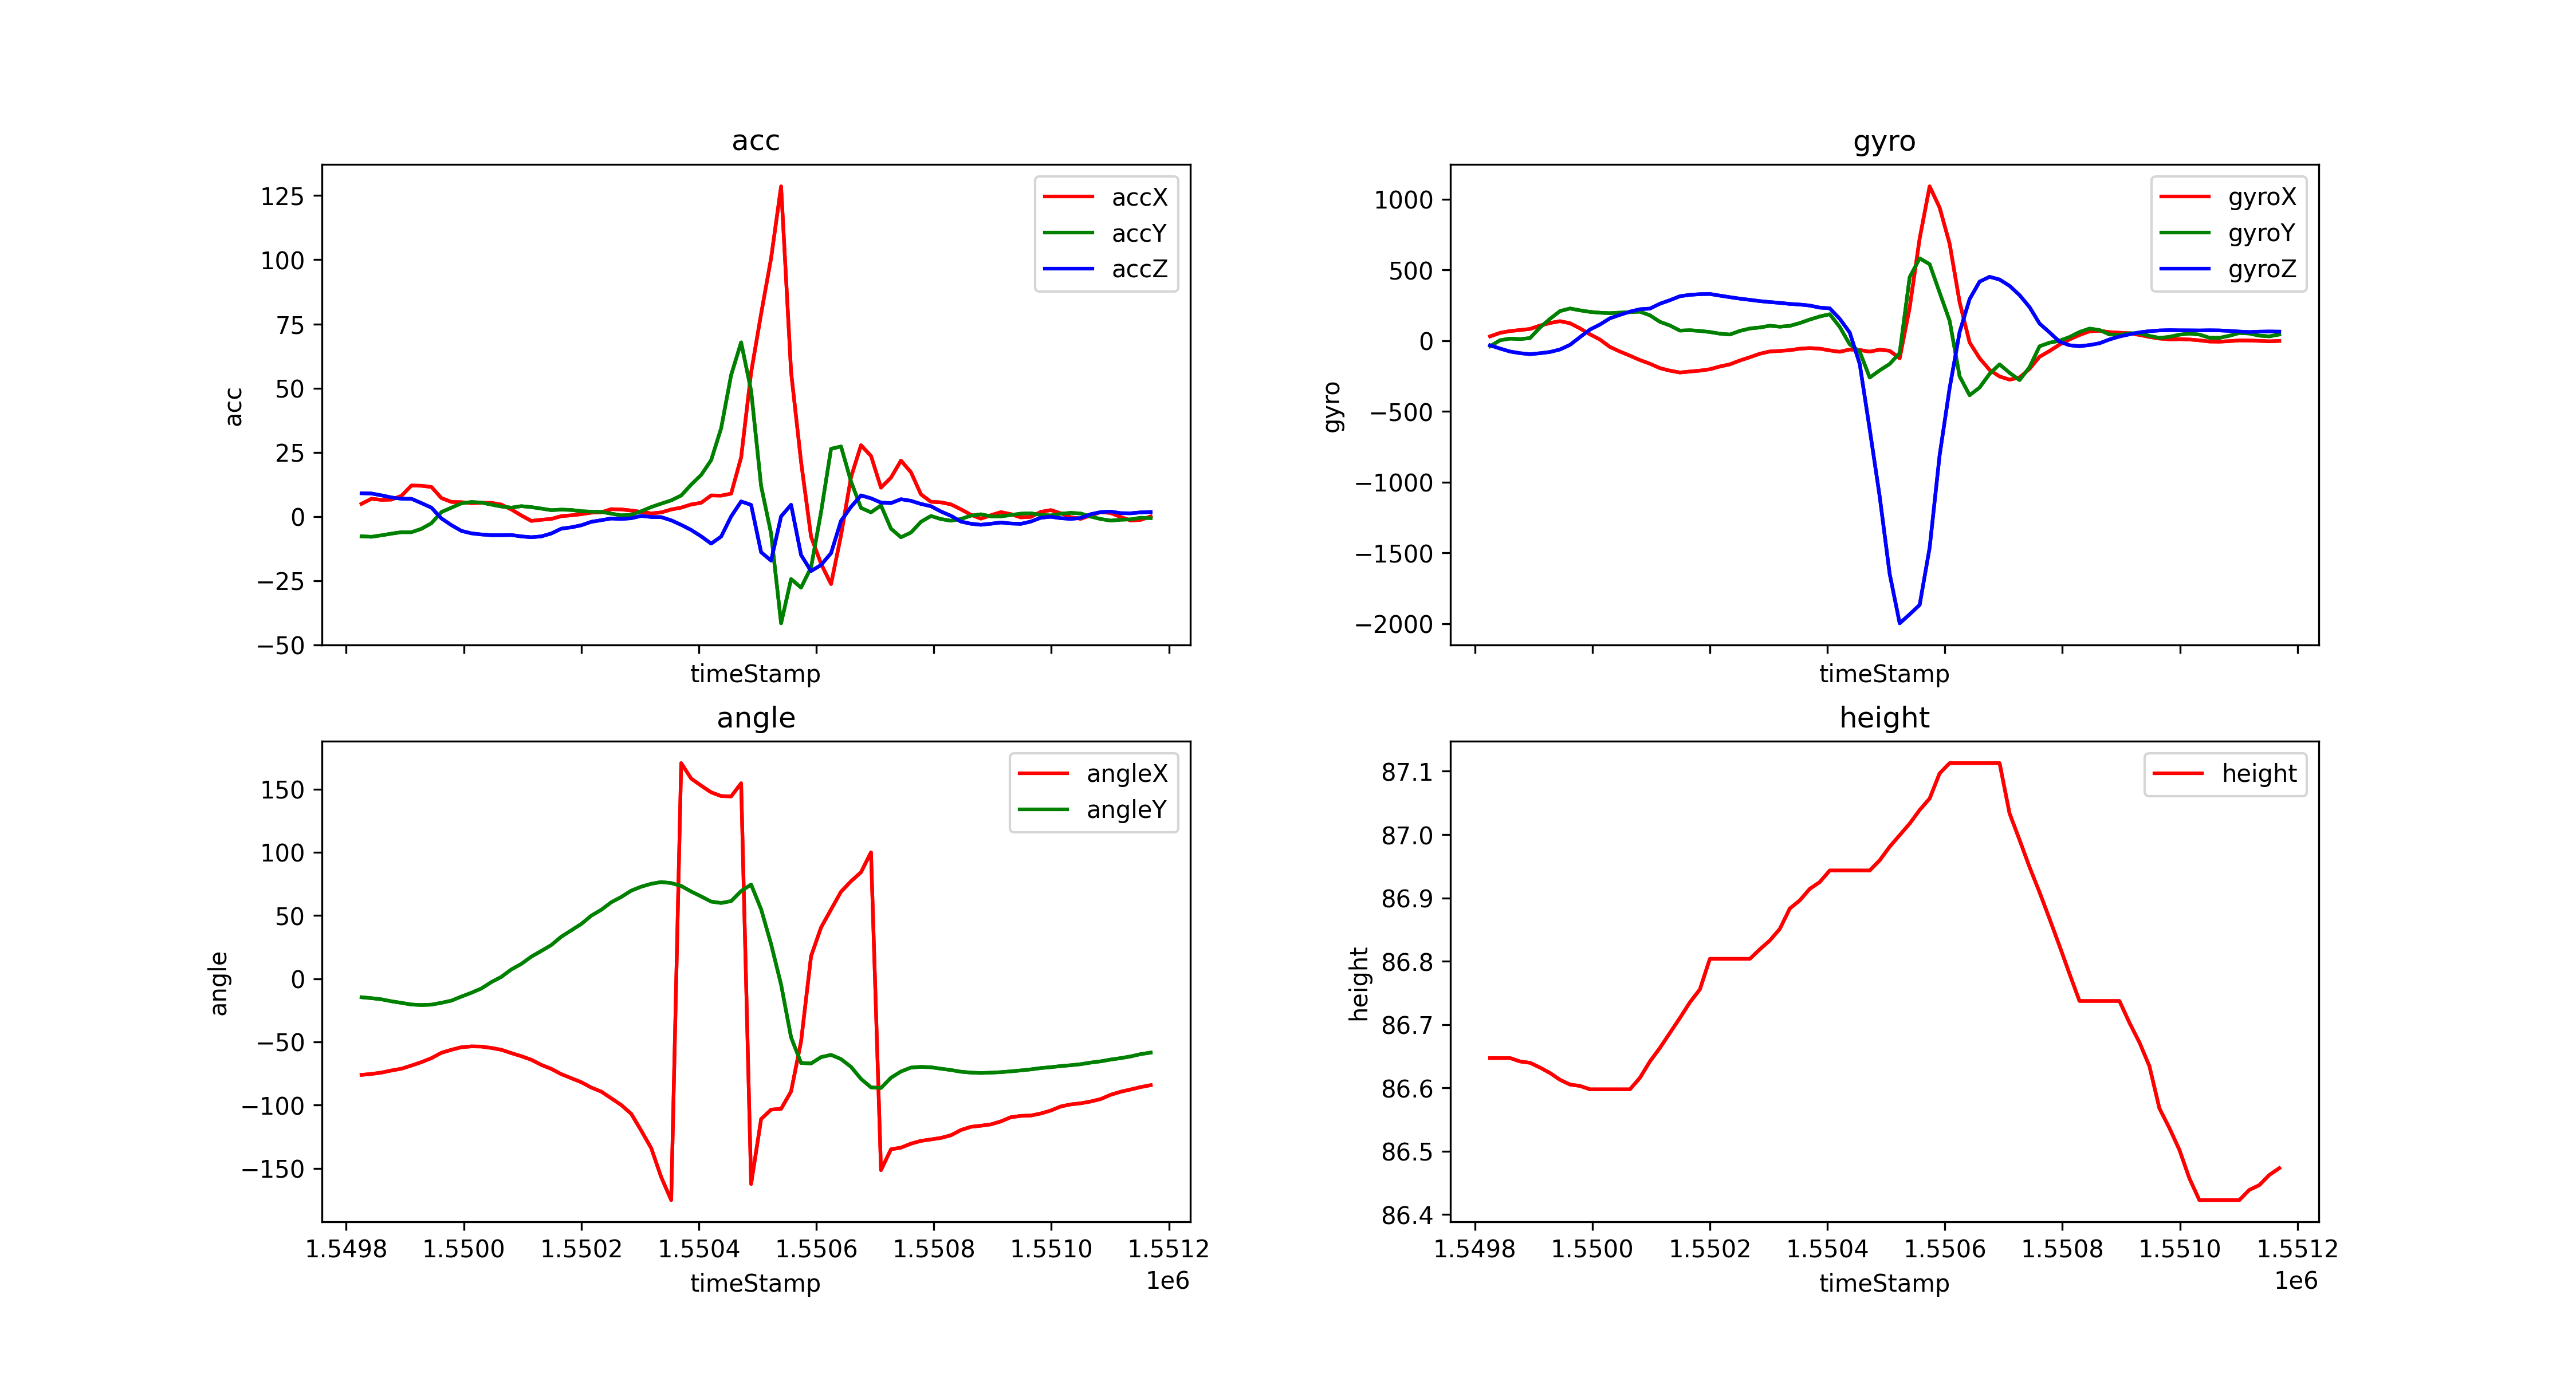 acc
125
100
75
50
25
0
−25
−50
acc
timeStamp
accX
accY
accZ
gyro
1000
500
0
−500
−1000
−1500
−2000
gyro
timeStamp
gyroX
gyroY
gyroZ
angle
150
100
50
0
−50
−100
−150
angle
angleX
angleY
1.5498 1.5500 1.5502 1.5504 1.5506 1.5508 1.5510 1.5512
timeStamp
1e6
height
87.1
87.0
86.9
86.8
86.7
86.6
86.5
86.4
height
height
1.5498 1.5500 1.5502 1.5504 1.5506 1.5508 1.5510 1.5512
timeStamp
1e6